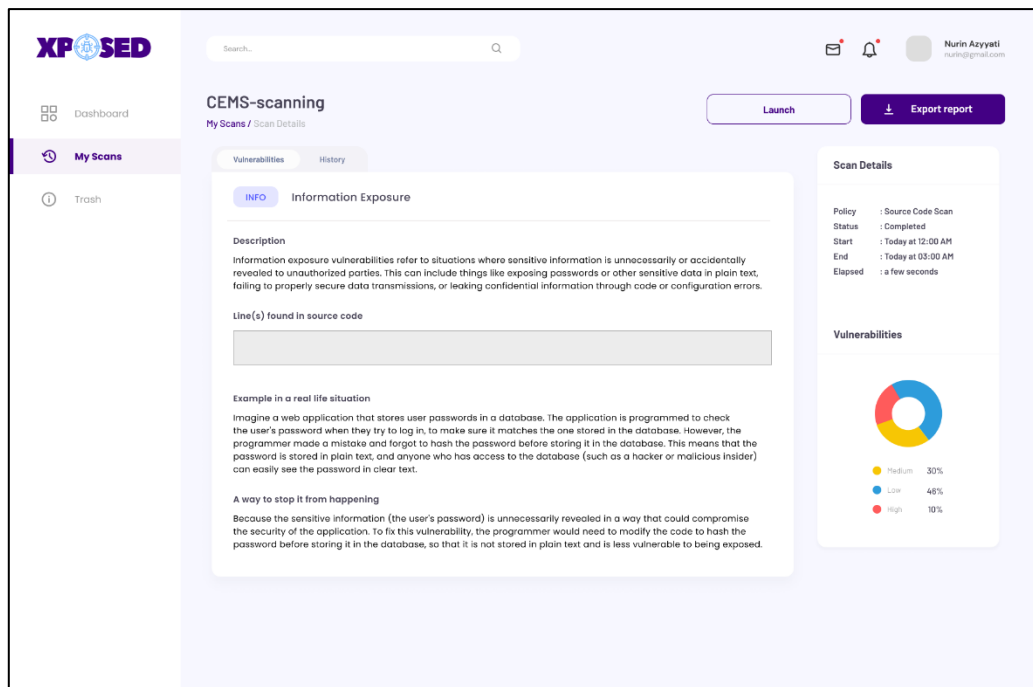 XPOSED
Search...
Nurin Azyyati
nurin@gmail.com
Dashboard
My Scans
Trash
CEMS-scanning
My Scans / Scan Details
Launch
Export report
Vulnerabilities
History
INFO
Information Exposure
Description
Information exposure vulnerabilities refer to situations where sensitive information is unnecessarily or accidentally
revealed to unauthorized parties. This can include things like exposing passwords or other sensitive data in plain text,
failing to properly secure data transmissions, or leaking confidential information through code or configuration errors.
Line(s) found in source code
Example in a real life situation
Imagine a web application that stores user passwords in a database. The application is programmed to check
the user's password when they try to log in, to make sure it matches the one stored in the database. However, the
programmer made a mistake and forgot to hash the password before storing it in the database. This means that the
password is stored in plain text, and anyone who has access to the database (such as a hacker or malicious insider)
can easily see the password in clear text.
A way to stop it from happening
Because the sensitive information (the user's password) is unnecessarily revealed in a way that could compromise
the security of the application. To fix this vulnerability, the programmer would need to modify the code to hash the
password before storing it in the database, so that it is not stored in plain text and is less vulnerable to being exposed.
Scan Details
Policy : Source Code Scan
Status : Completed
Start : Today at 12:00 AM
End : Today at 03:00 AM
Elapsed : a few seconds
Vulnerabilities
Medium 30%
Low 46%
High 10%